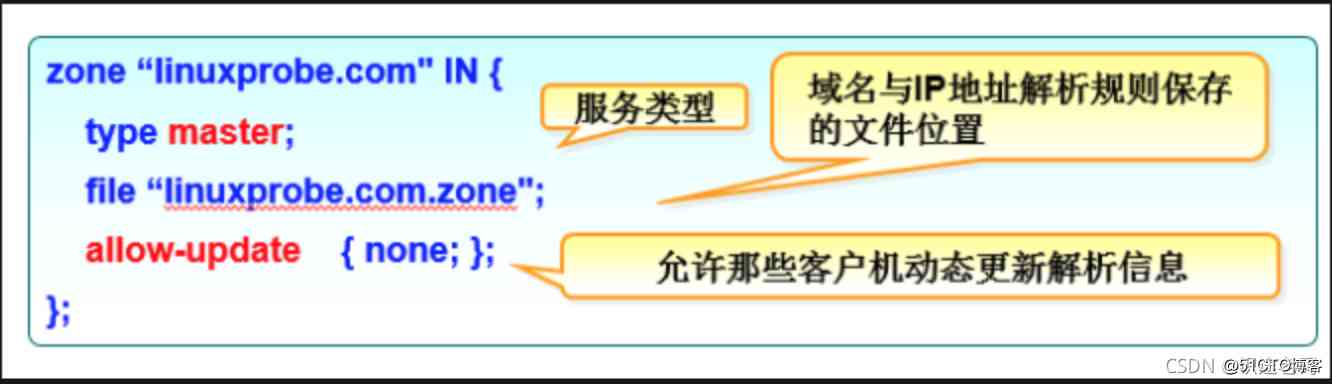 zone “linuxprobe.com" IN {
服务类型
域名与IP地址解析规则保存
的文件位置
type master;
file “linuxprobe.com.zone";
allow-update { none; };
允许那些客户机动态更新解析信息
};
CSDN @51CTO博客